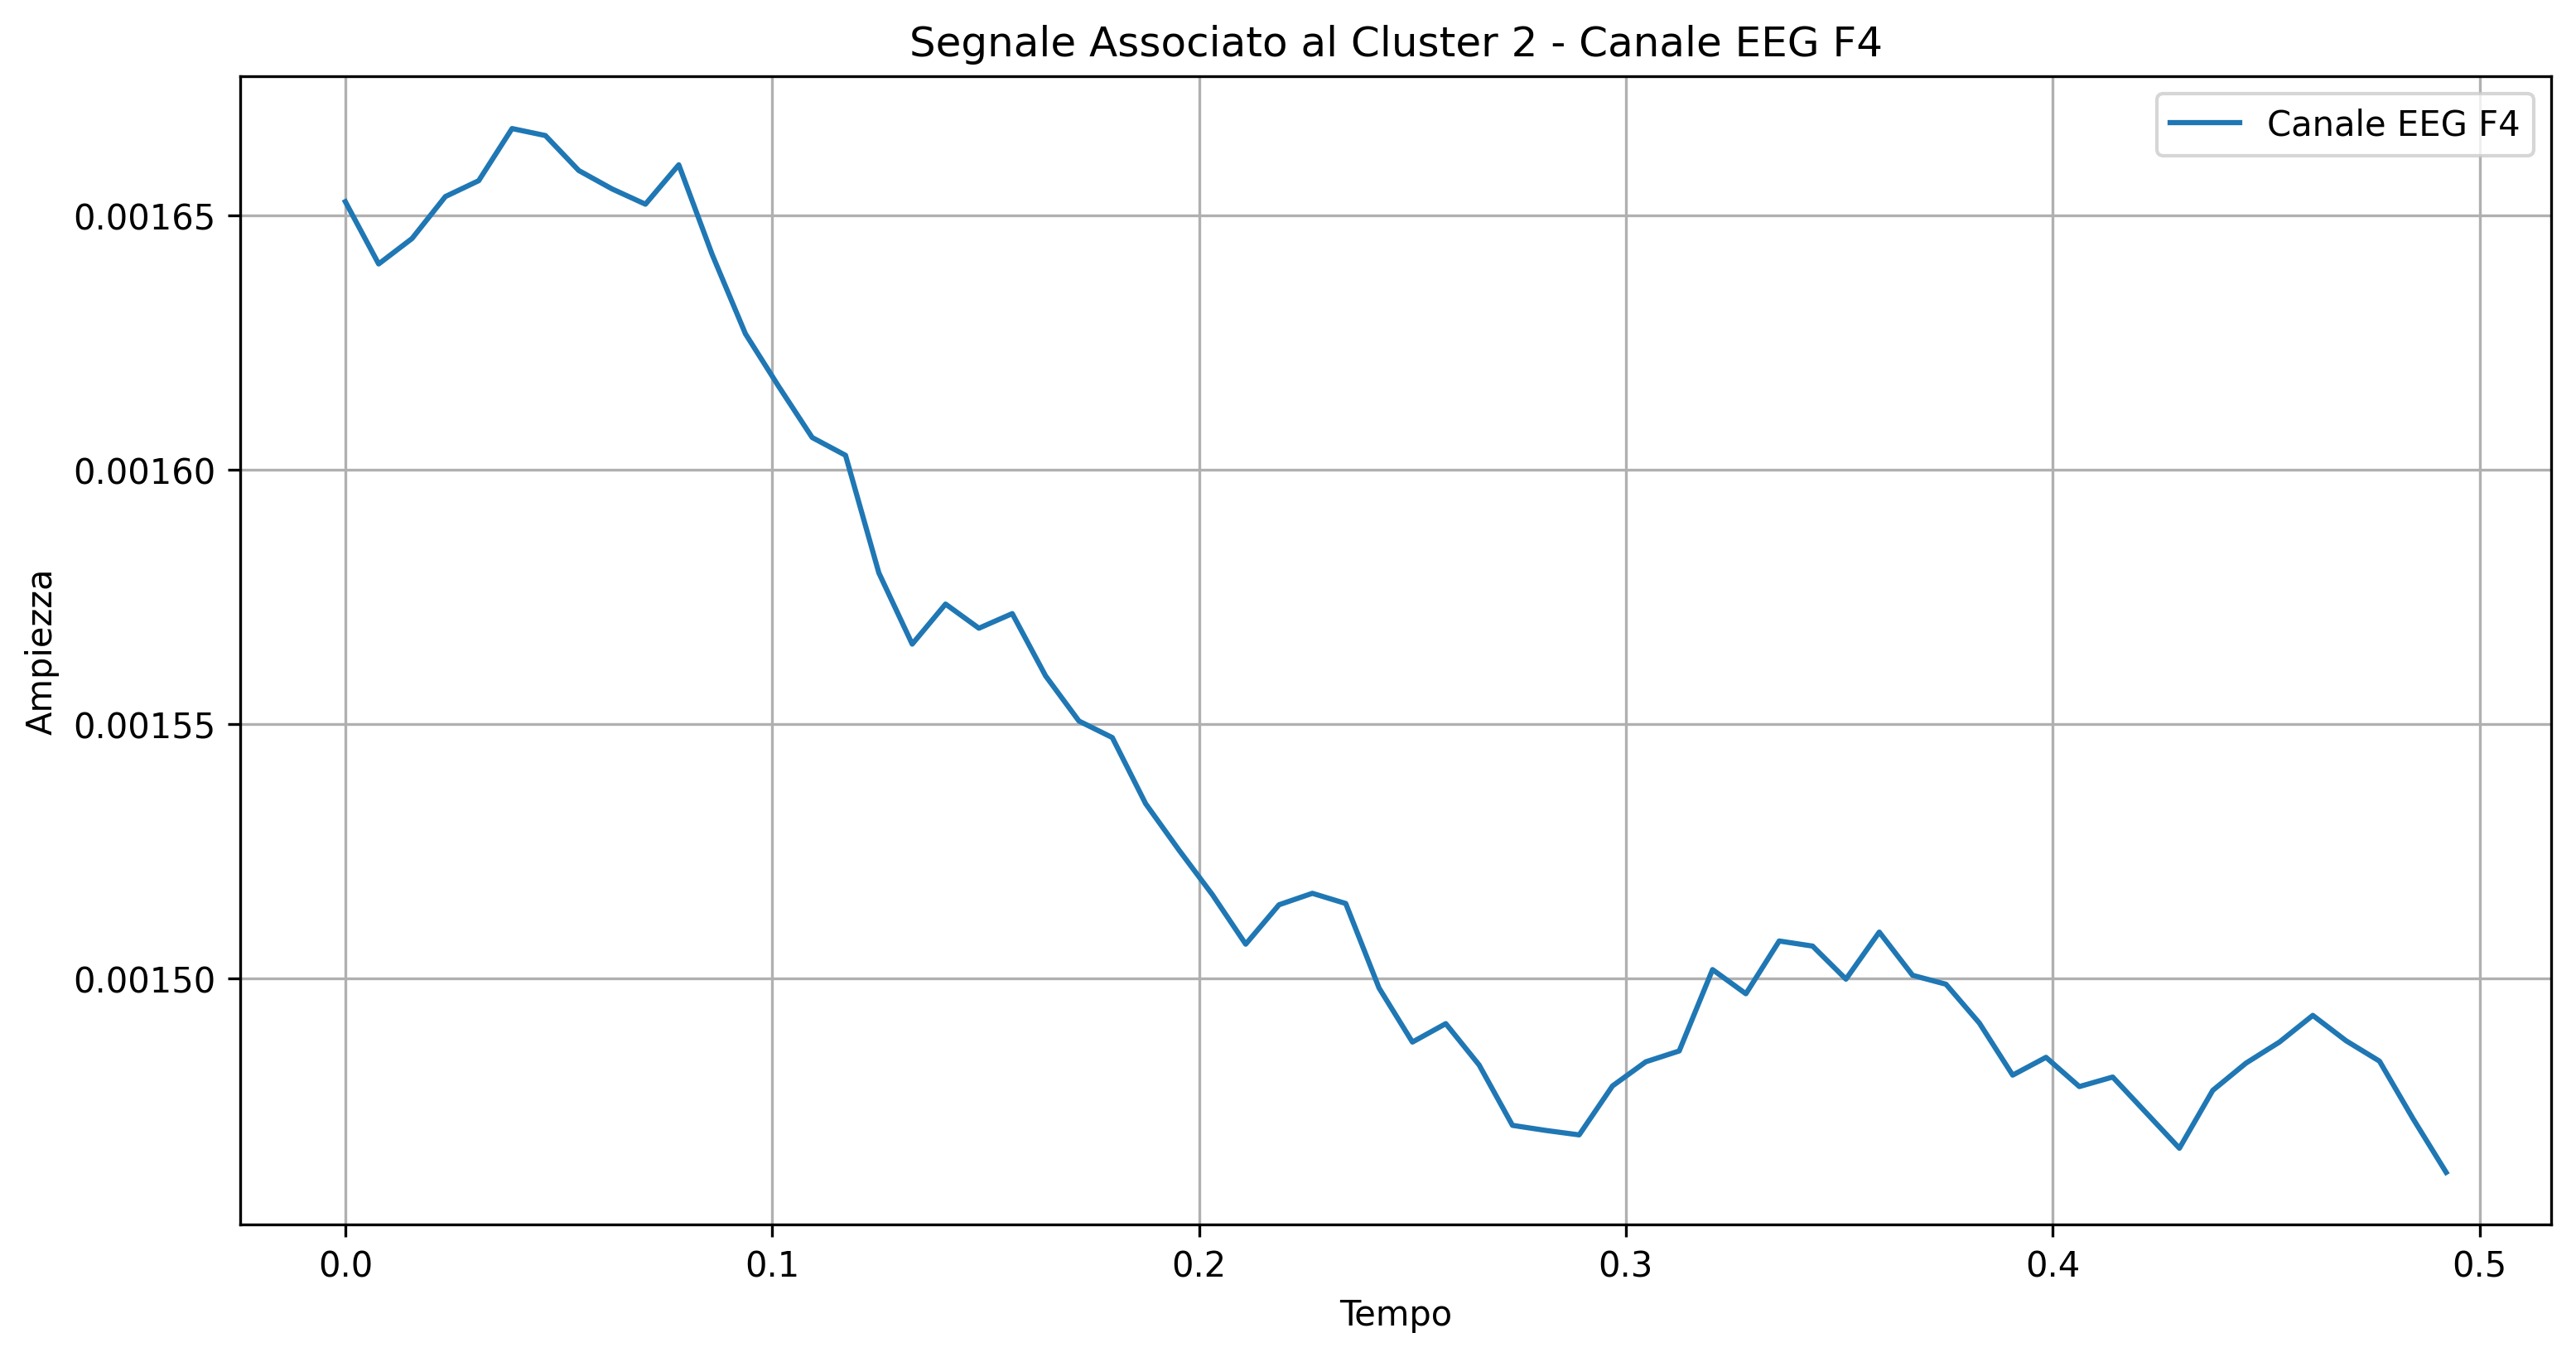 Segnale Associato al Cluster 2 - Canale EEG F4
Canale EEG F4
0.00165
0.00160
0.00155
0.00150
Ampiezza
0.0 0.1 0.2 0.3 0.4 0.5
Tempo